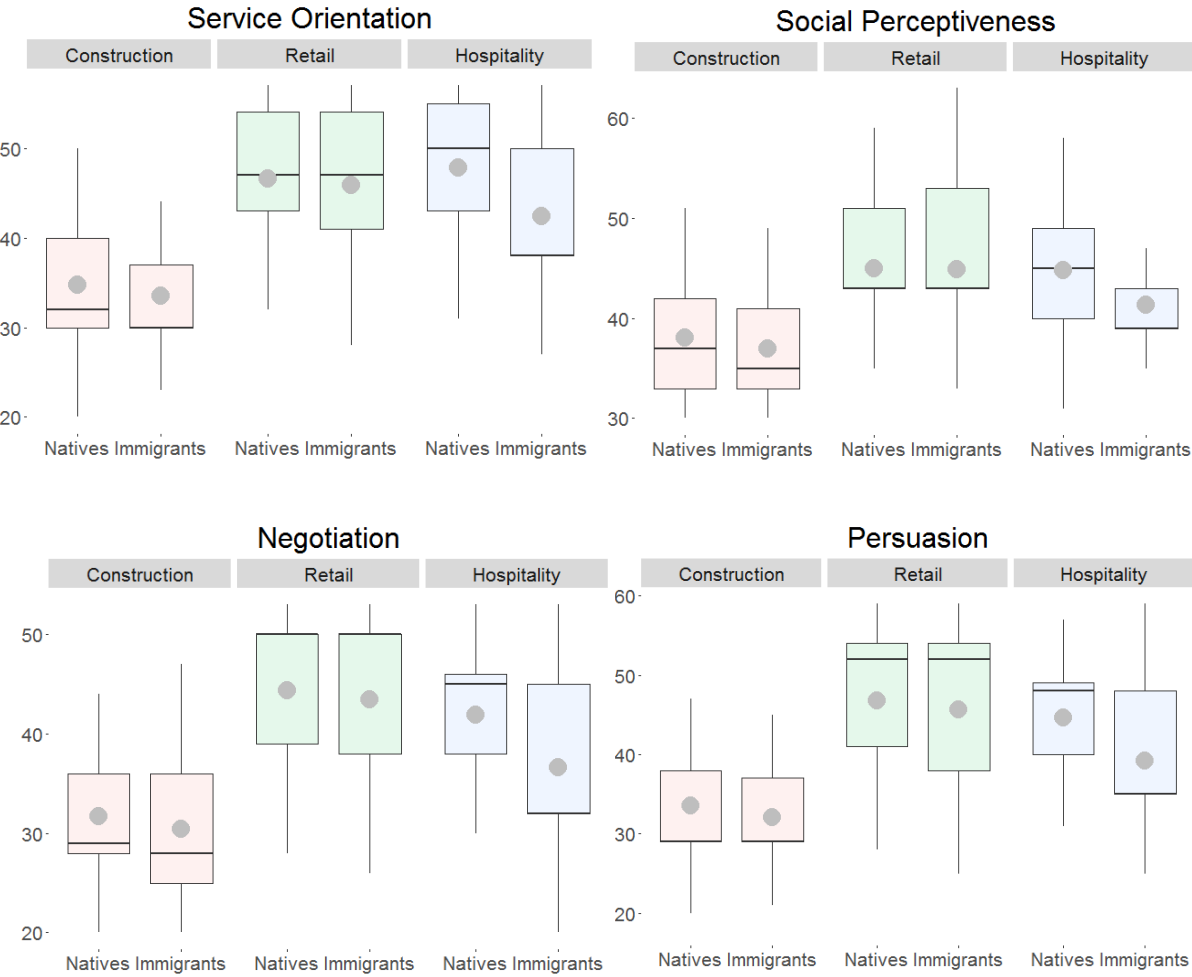 Service Orientation
Construction Retail Hospitality
50
40
30
20
Natives Immigrants Natives Immigrants Natives Immigrants
Social Perceptiveness
Construction Retail Hospitality
60
50
40
30
Natives Immigrants Natives Immigrants Natives Immigrants
Negotiation
Construction Retail Hospitality
50
40
30
20
Natives Immigrants Natives Immigrants Natives Immigrants
Persuasion
Construction Retail Hospitality
60
50
40
30
20
Natives Immigrants Natives Immigrants Natives Immigrants